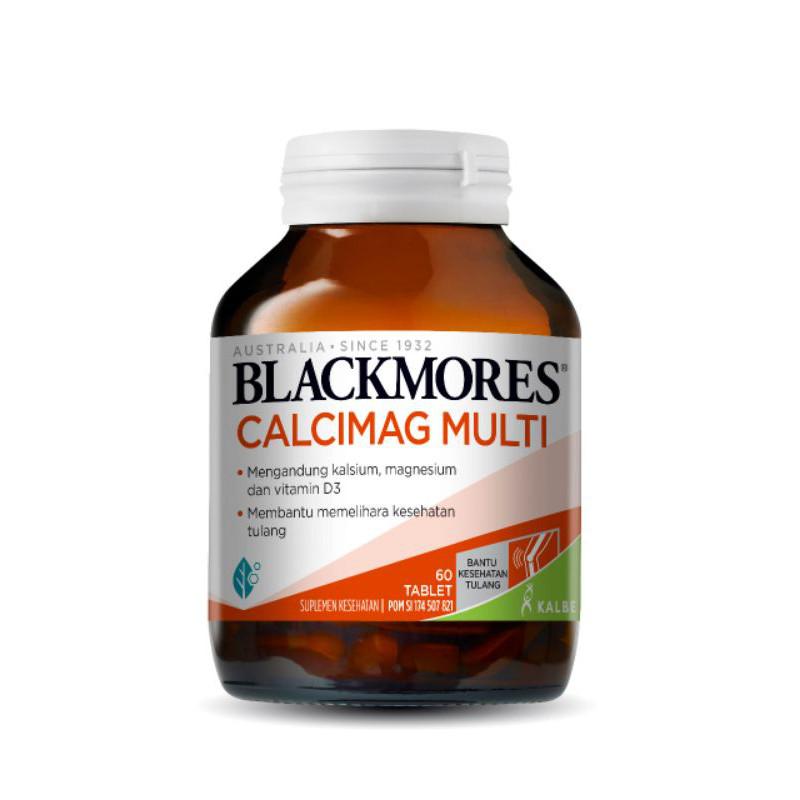 AUSTRALIA • SINCE 1932
BLACKMORES®
CALCIMAG MULTI
• Mengandung kalsium, magnesium
dan vitamin D3
• Membantu memelihara kesehatan
tulang
60
TABLET
BANTU
KESEHATAN
TULANG
SUPLEMEN KESEHATAN | POM SI 174 507 821
KALBE